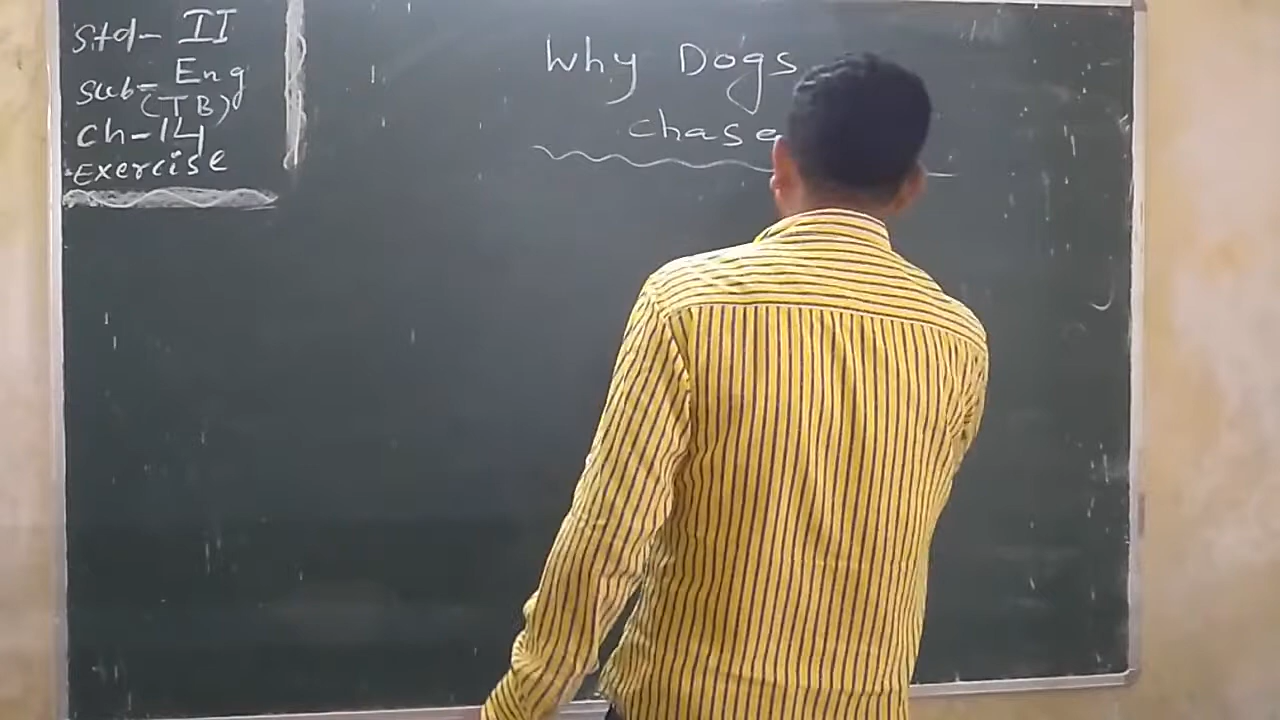 Std- II
Sub- Eng
(TB)
Ch-14
Exercise
Why Dogs
chase